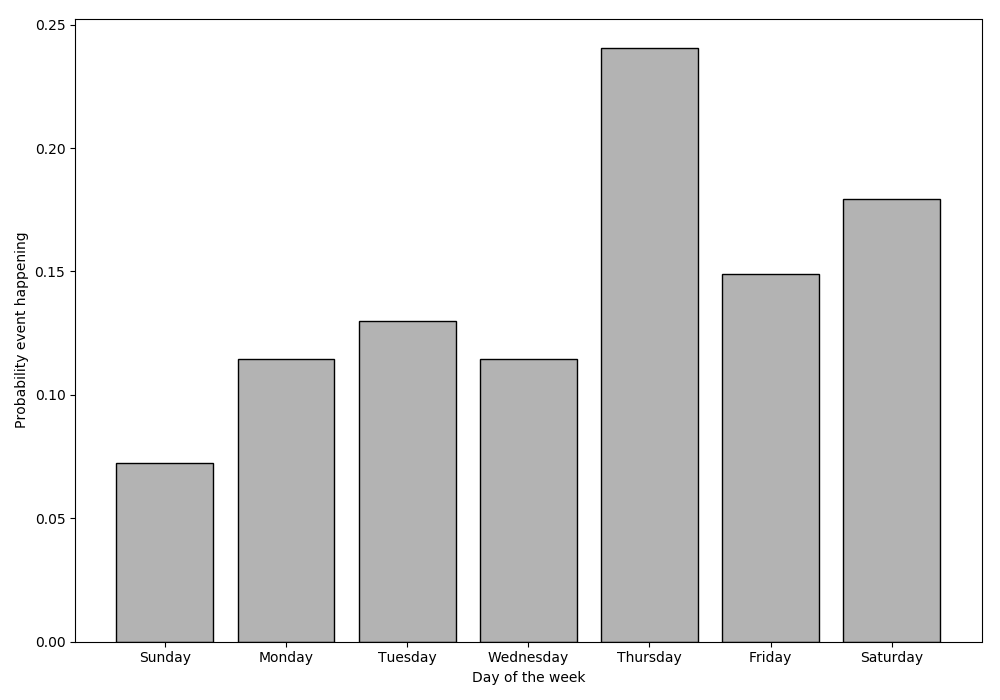 0.25
0.20
0.15
0.10
0.05
0.00
Probability event happening
Sunday Monday Tuesday Wednesday Thursday Friday Saturday
Day of the week